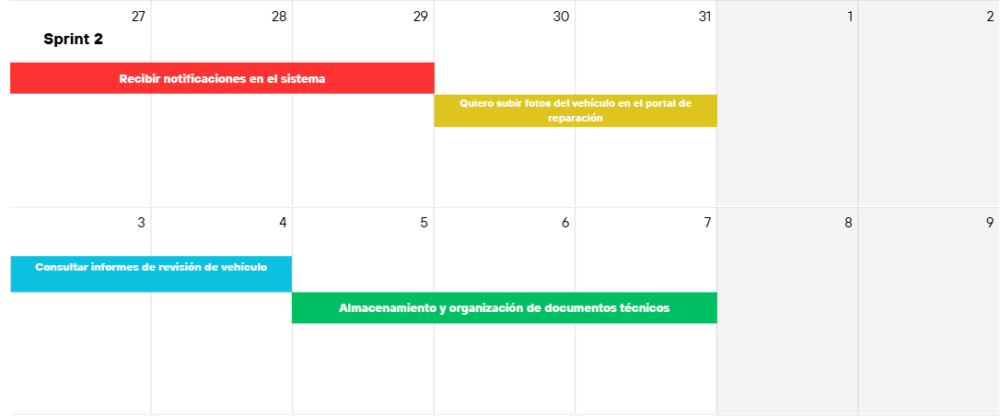 27 28 29 30 31 1 2
Sprint 2
Recibir notificaciones en el sistema
Quiero subir fotos del vehículo en el portal de
reparación
3 4 5 6 7 8 9
Consultar informes de revisión de vehículo
Almacenamiento y organización de documentos técnicos